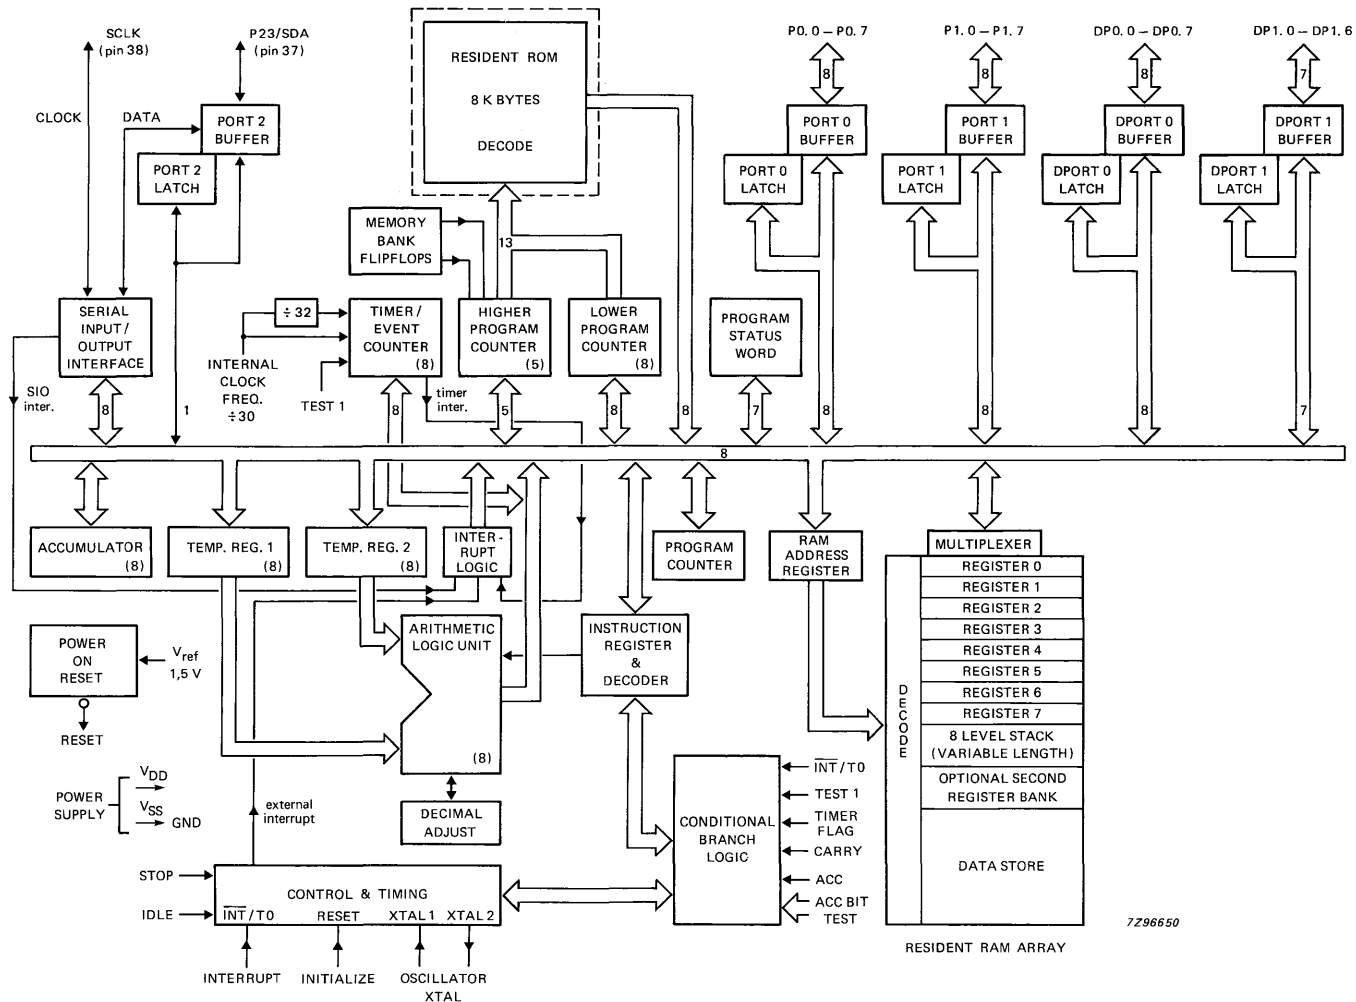 SCLK
(pin 38)
P23/SDA
(pin 37)
RESIDENT ROM
8 K BYTES
DECODE
P0.0 – P0.7
P1.0 – P1.7
DP0.0 – DP0.7
DP1.0 – DP1.6
8
8
8
7
CLOCK
DATA
PORT 2
BUFFER
PORT 2
LATCH
PORT 0
BUFFER
PORT 0
LATCH
PORT 1
BUFFER
PORT 1
LATCH
DPORT 0
BUFFER
DPORT 0
LATCH
DPORT 1
BUFFER
DPORT 1
LATCH
MEMORY
BANK
FLIPFLOPS
13
SERIAL
INPUT /
OUTPUT
INTERFACE
÷ 32
TIMER /
EVENT
COUNTER
(8)
HIGHER
PROGRAM
COUNTER
(5)
LOWER
PROGRAM
COUNTER
(8)
PROGRAM
STATUS
WORD
INTERNAL
CLOCK
FREQ.
÷30
TEST 1
SIO
inter.
8
1
8
timer
inter.
5
8
8
7
8
8
8
7
8
ACCUMULATOR
(8)
TEMP. REG. 1
(8)
TEMP. REG. 2
(8)
INTER –
RUPT
LOGIC
PROGRAM
COUNTER
RAM
ADDRESS
REGISTER
MULTIPLEXER
REGISTER 0
REGISTER 1
REGISTER 2
REGISTER 3
REGISTER 4
REGISTER 5
REGISTER 6
REGISTER 7
8 LEVEL STACK
(VARIABLE LENGTH)
OPTIONAL SECOND
REGISTER BANK
DATA STORE
DECODE
RESIDENT RAM ARRAY
POWER
ON
RESET
Vref
1,5 V
RESET
ARITHMETIC
LOGIC UNIT
(8)
INSTRUCTION
REGISTER
&
DECODER
POWER
SUPPLY
VDD
VSS
GND
external
interrupt
DECIMAL
ADJUST
CONDITIONAL
BRANCH
LOGIC
INT / T0
TEST 1
TIMER
FLAG
CARRY
ACC
ACC BIT
TEST
STOP
IDLE
CONTROL & TIMING
INT / T0
RESET
XTAL 1
XTAL 2
INTERRUPT
INITIALIZE
OSCILLATOR
XTAL
7Z96650